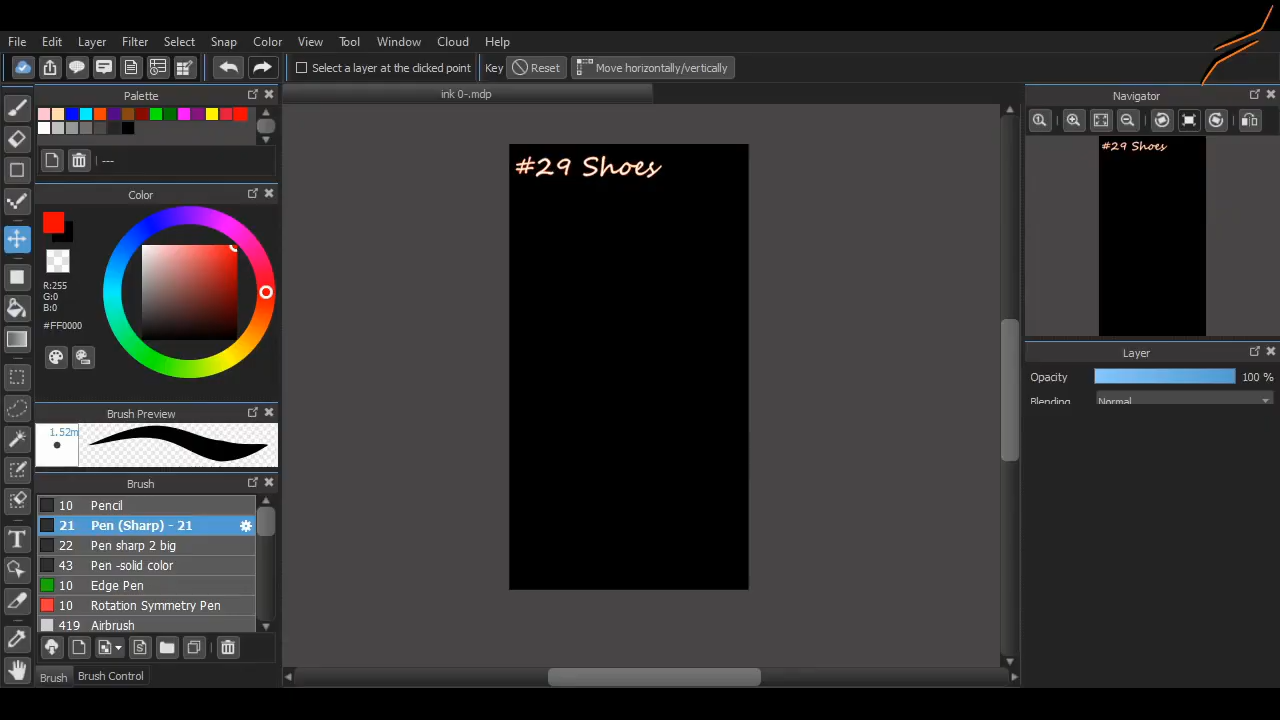 File Edit Layer Filter Select Snap Color View Tool Window Cloud Help
Select a layer at the clicked point Key Reset Move horizontally/vertically
Palette
ink 0-.mdp
Navigator
---
Color
#29 Shoes
#29 Shoes
R:255
G:0
B:0
#FF0000
Layer
Opacity 100 %
Blending Normal
Brush Preview
1.52m
Brush
10 Pencil
21 Pen (Sharp) - 21
22 Pen sharp 2 big
43 Pen -solid color
10 Edge Pen
10 Rotation Symmetry Pen
419 Airbrush
Brush Brush Control